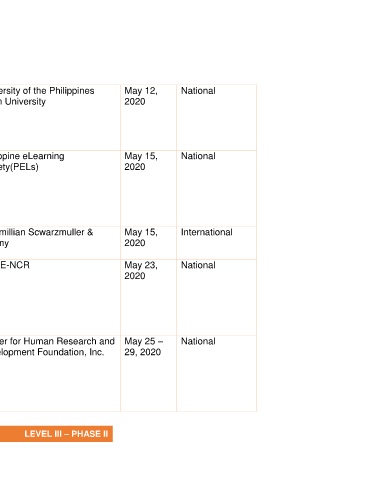 ersity of the Philippines May 12, National
n University 2020
ppine eLearning May 15, National
ety(PELs) 2020
millian Scwarzmuller & May 15, International
ny 2020
E-NCR May 23, National
2020
er for Human Research and May 25 – National
elopment Foundation, Inc. 29, 2020
LEVEL III – PHASE II